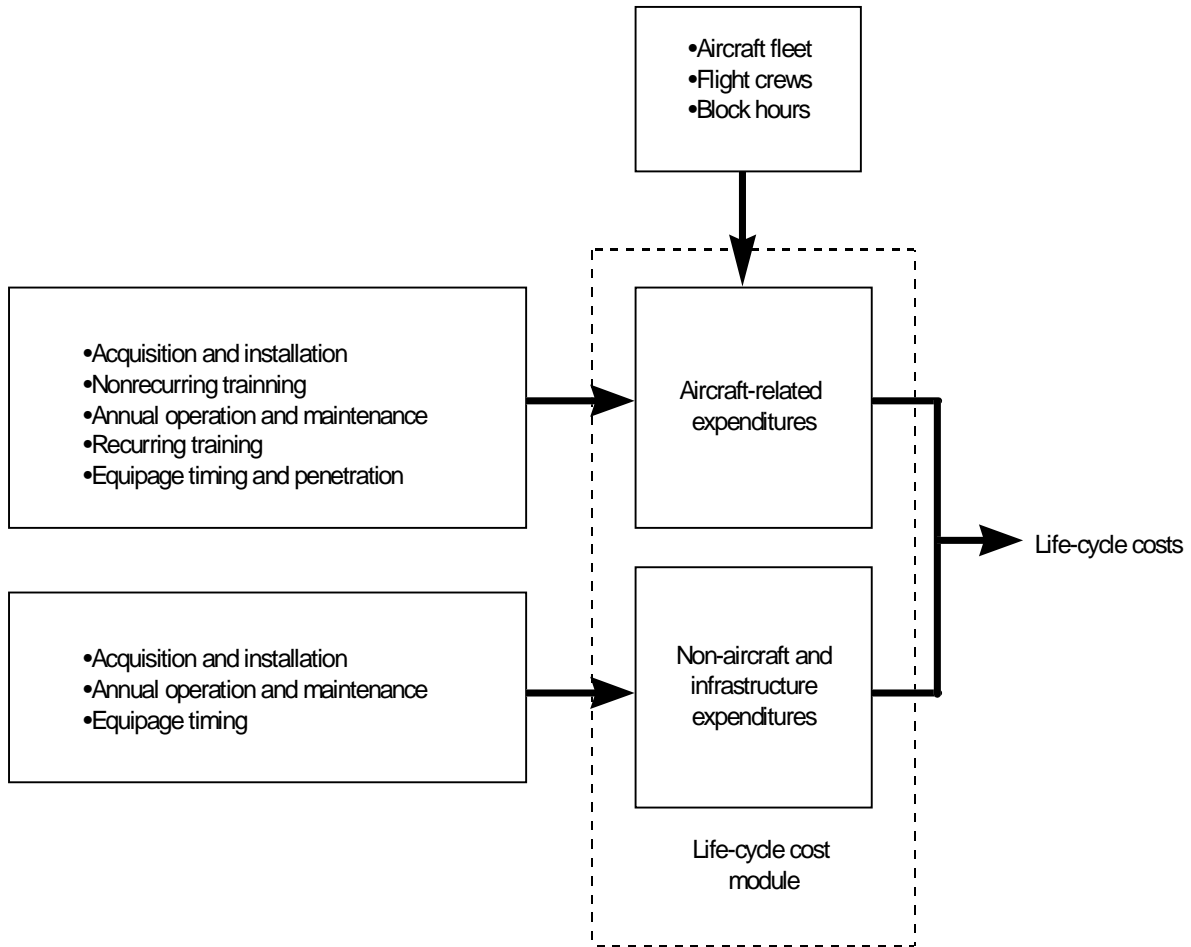 •Aircraft fleet
•Flight crews
•Block hours
•Acquisition and installation
•Nonrecurring trainning
•Annual operation and maintenance
•Recurring training
•Equipage timing and penetration
Aircraft-related
expenditures
Life-cycle costs
•Acquisition and installation
•Annual operation and maintenance
•Equipage timing
Non-aircraft and
infrastructure
expenditures
Life-cycle cost
module